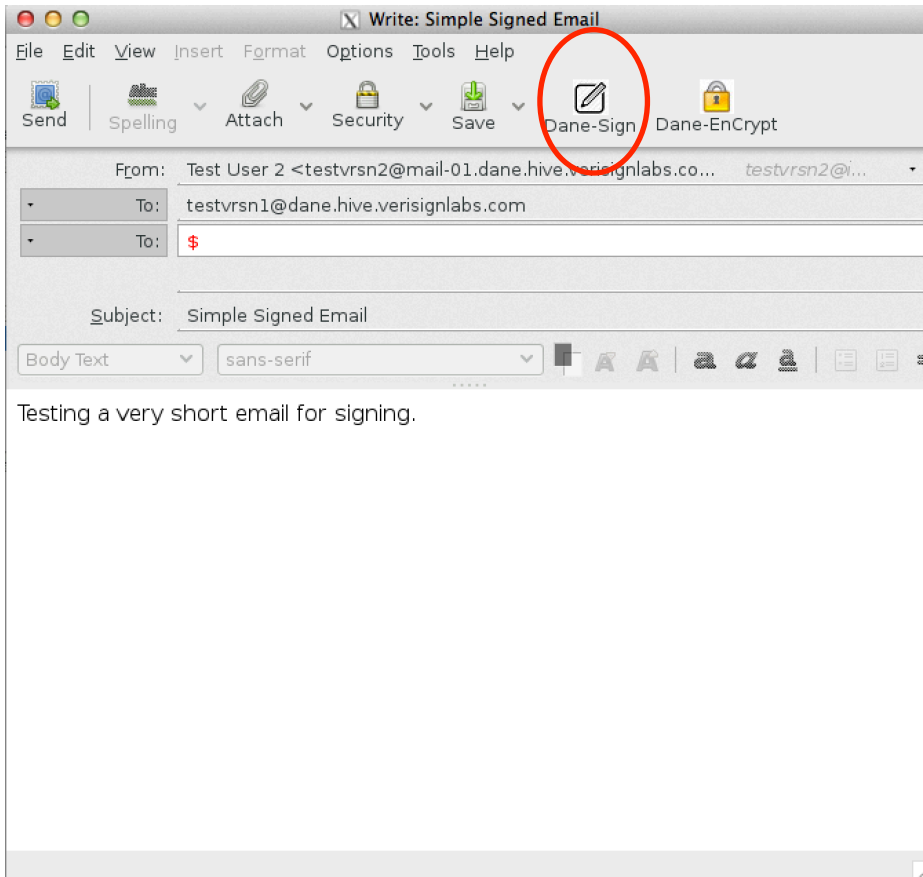 Write: Simple Signed Email
File Edit View Insert Format Options Tools Help
Send Spelling Attach Security Save Dane-Sign Dane-EnCrypt
From: Test User 2 <testvrsn2@mail-01.dane.hive.verisignlabs.co... testvrsn2@i...
To: testvrsn1@dane.hive.verisignlabs.com
To: $
Subject: Simple Signed Email
Body Text sans-serif A A a a a
Testing a very short email for signing.